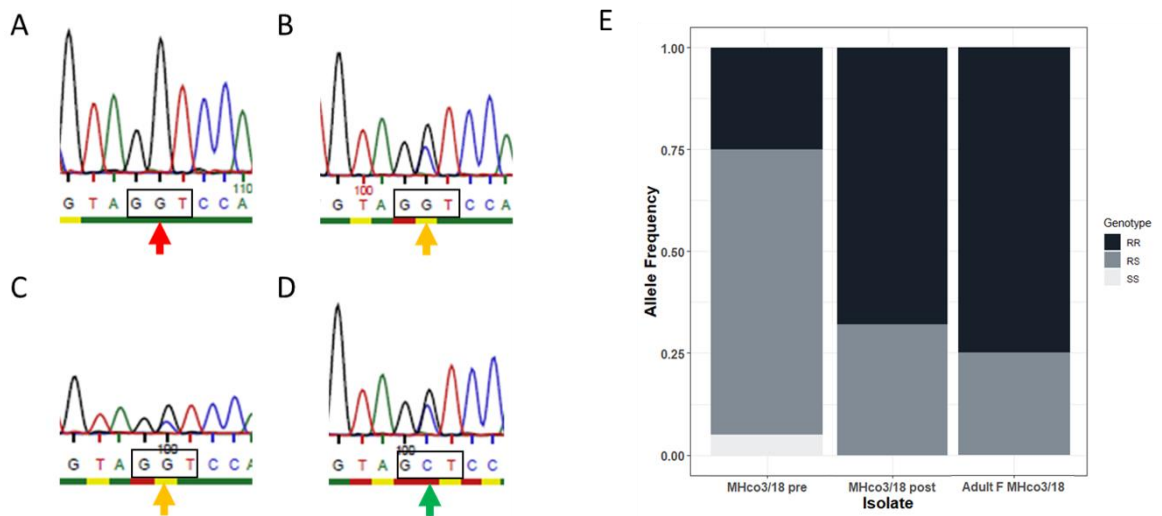 A
G T A G G T C C A
110
B
100
G T A G G T C C A
C
100
G T A G G T C C A
D
100
G T A G C T C C
E
1.00
0.75
0.50
0.25
0.00
Allele Frequency
MHco3/18 pre
MHco3/18 post
Adult F MHco3/18
Isolate
Genotype
RR
RS
SS